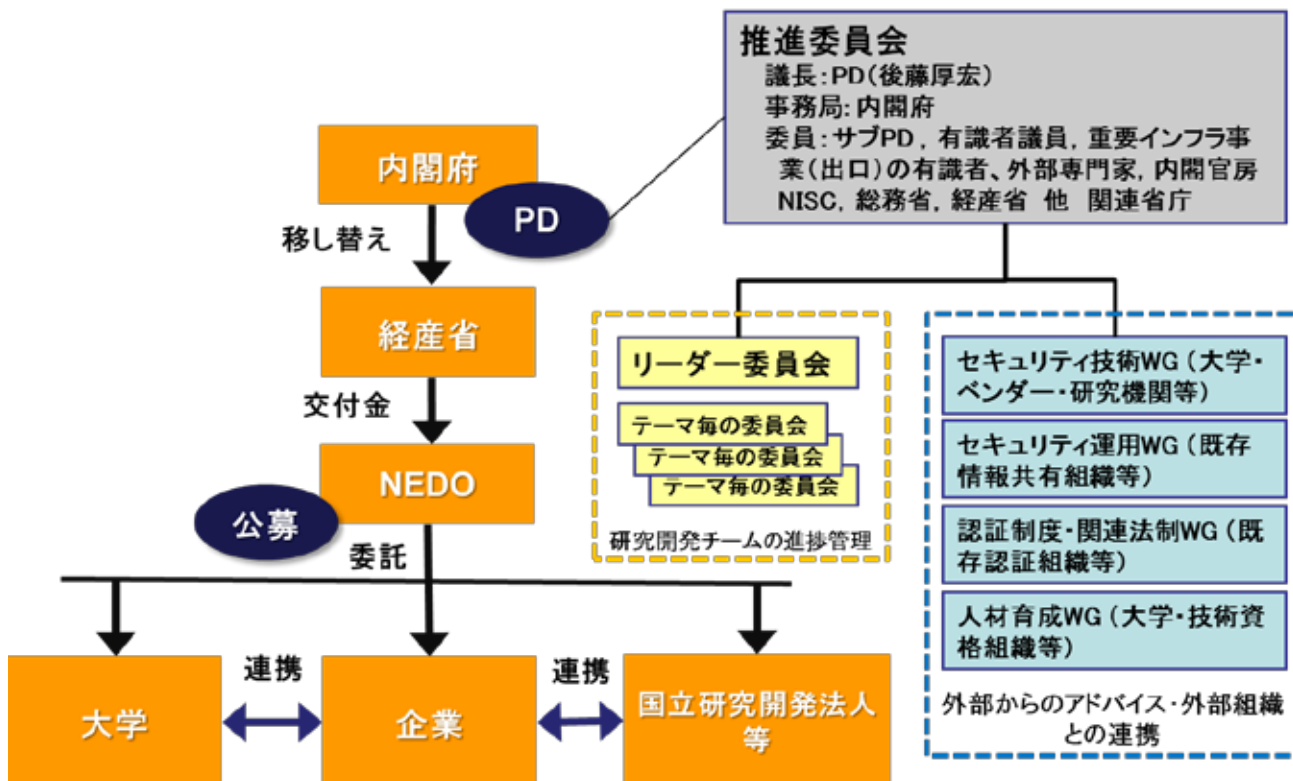 推進委員会
議長：PD（後藤厚宏）
事務局：内閣府
委員：サブPD，有識者議員，重要インフラ事
業（出口）の有識者、外部専門家，内閣官房
NISC，総務省，経産省 他 関連省庁
内閣府
PD
移し替え
経産省
交付金
NEDO
公募
委託
大学
連携
企業
連携
国立研究開発法人
等
リーダー委員会
テーマ毎の委員会
テーマ毎の委員会
テーマ毎の委員会
研究開発チームの進捗管理
セキュリティ技術WG（大学・
ベンダー・研究機関等）
セキュリティ運用WG（既存
情報共有組織等）
認証制度・関連法制WG（既
存認証組織等）
人材育成WG（大学・技術資
格組織等）
外部からのアドバイス・外部組織
との連携